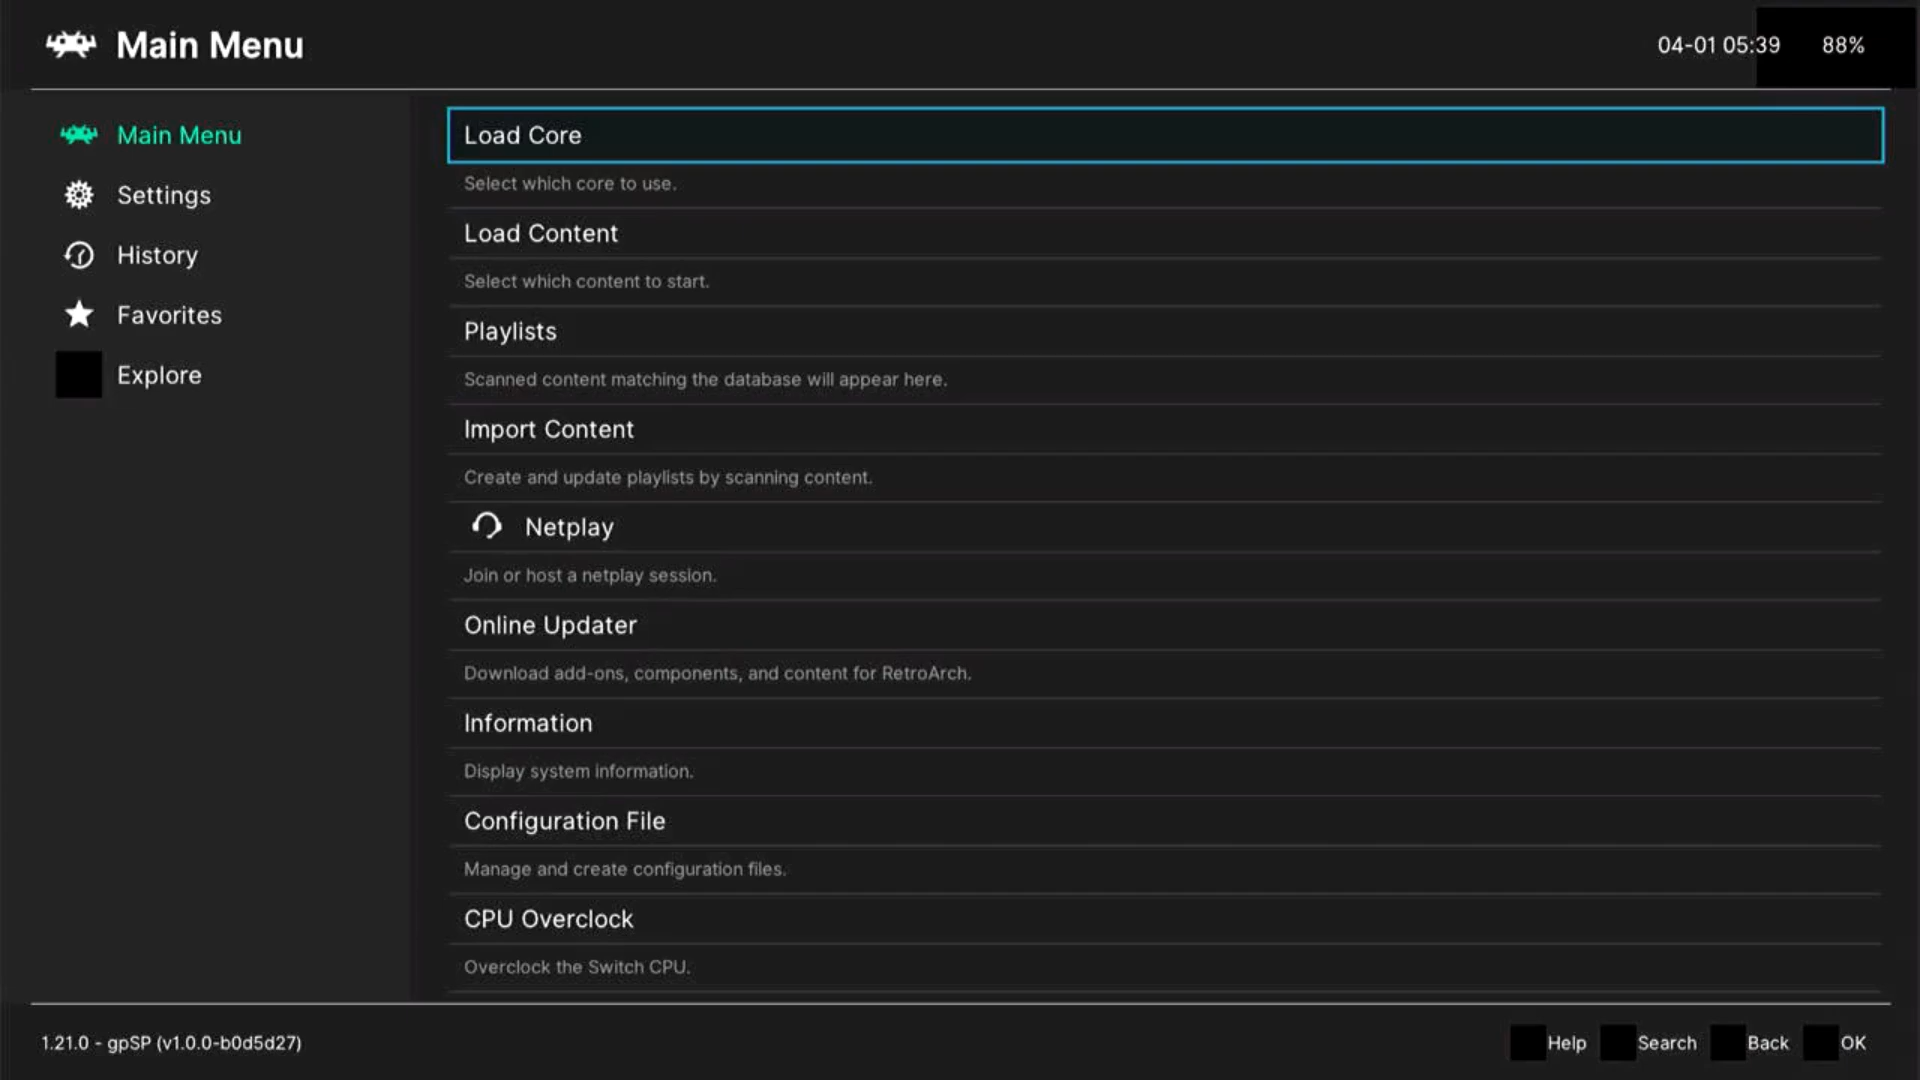 Main Menu
04-01 05:39
88%
Main Menu
Settings
History
Favorites
Explore
Load Core
Select which core to use.
Load Content
Select which content to start.
Playlists
Scanned content matching the database will appear here.
Import Content
Create and update playlists by scanning content.
Netplay
Join or host a netplay session.
Online Updater
Download add-ons, components, and content for RetroArch.
Information
Display system information.
Configuration File
Manage and create configuration files.
CPU Overclock
Overclock the Switch CPU.
1.21.0 - gpSP (v1.0.0-b0d5d27)
Help
Search
Back
OK